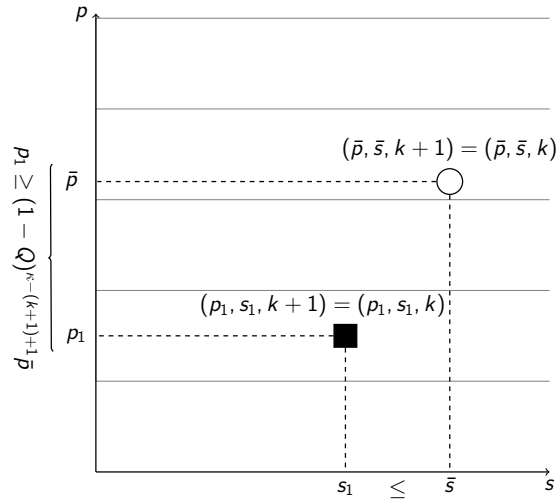 p
(p̄, s̄, k + 1) = (p̄, s̄, k)
p̄
p₁ ≥ (1 − Q)^{κ−(k+1)+1} p̄
(p₁, s₁, k + 1) = (p₁, s₁, k)
p₁
s₁ ≤ s̄ s